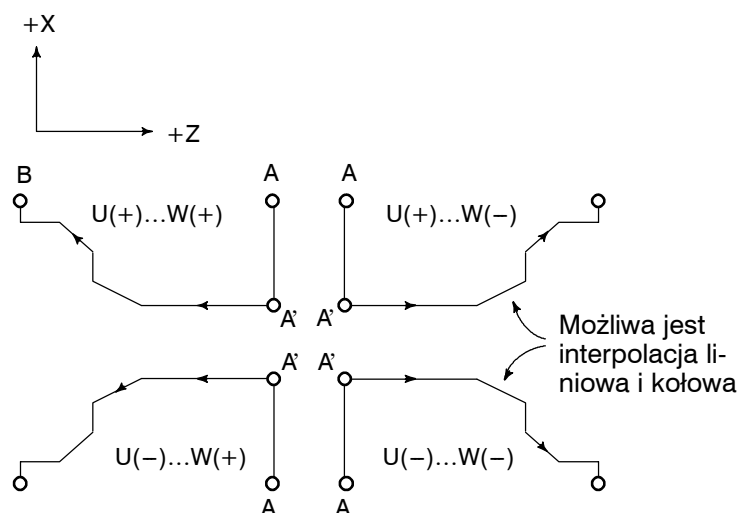 +X
+Z
B
A
A
U(+)...W(+)
U(+)...W(−)
A’
A’
Możliwa jest
interpolacja li-
niowa i kołowa
A’
A’
U(−)...W(+)
U(−)...W(−)
A
A